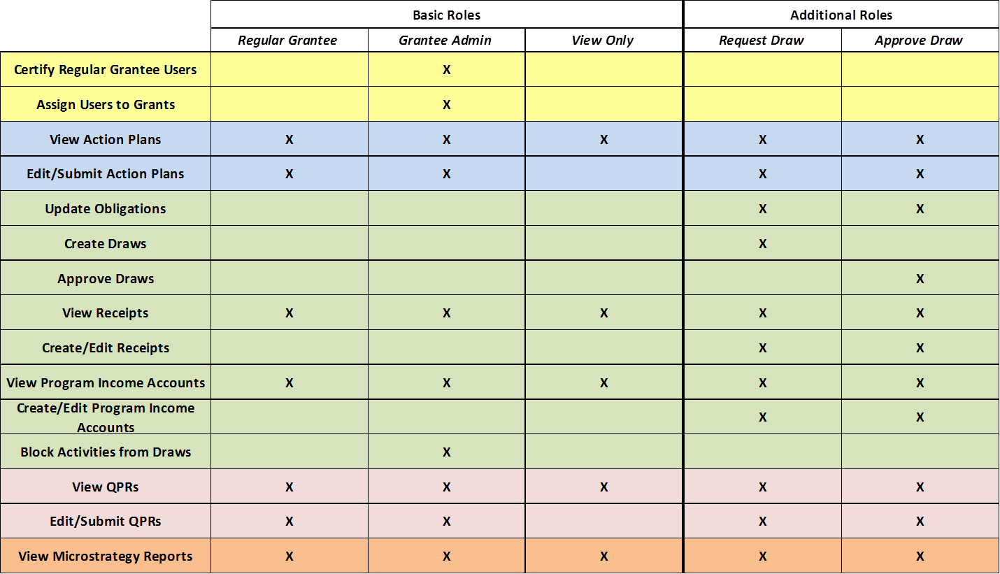 Basic Roles Additional Roles
Regular Grantee Grantee Admin View Only Request Draw Approve Draw
Certify Regular Grantee Users X
Assign Users to Grants X
View Action Plans X X X X X
Edit/Submit Action Plans X X X X
Update Obligations X X
Create Draws X
Approve Draws X
View Receipts X X X X X
Create/Edit Receipts X X
View Program Income Accounts X X X X X
Create/Edit Program Income
Accounts X X
Block Activities from Draws X
View QPRs X X X X X
Edit/Submit QPRs X X X X
View Microstrategy Reports X X X X X